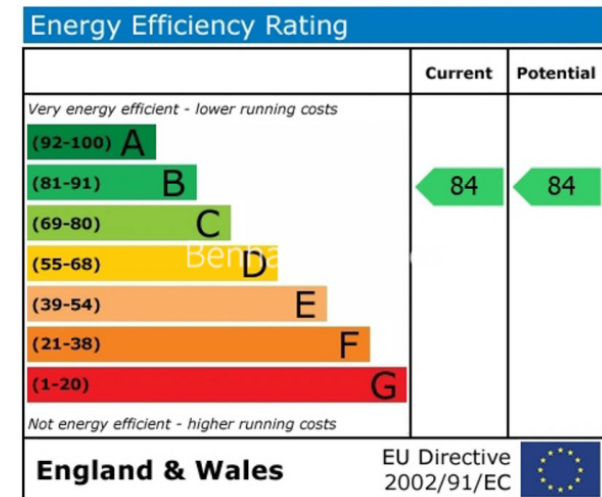 Energy Efficiency Rating
Current Potential
Very energy efficient - lower running costs
(92-100) A
(81-91) B 84 84
(69-80) C
(55-68) D
(39-54) E
(21-38) F
(1-20) G
Not energy efficient - higher running costs
England & Wales
EU Directive
2002/91/EC